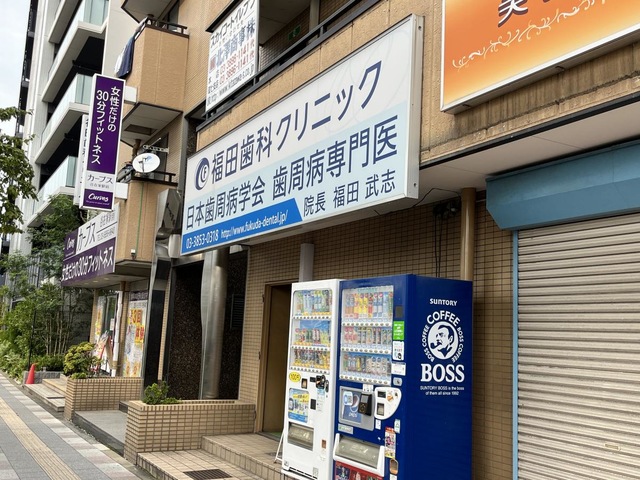 福田歯科クリニック
日本歯周病学会 歯周病専門医
03-3853-0318 http://www.fukuda-dental.jp/
院長 福田 武志
女性だけの
30分フィットネス
カーブス
Curves
カーブス
女性だけの30分フィットネス
SUNTORY
COFFEE
BOSS
COFFEE
BOSS
SUNTORY BOSS is the boss
of them all since 1992